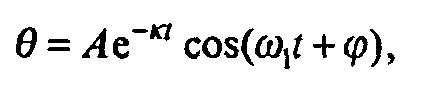 θ = Ae^{-κt} cos(ω₁t + φ),